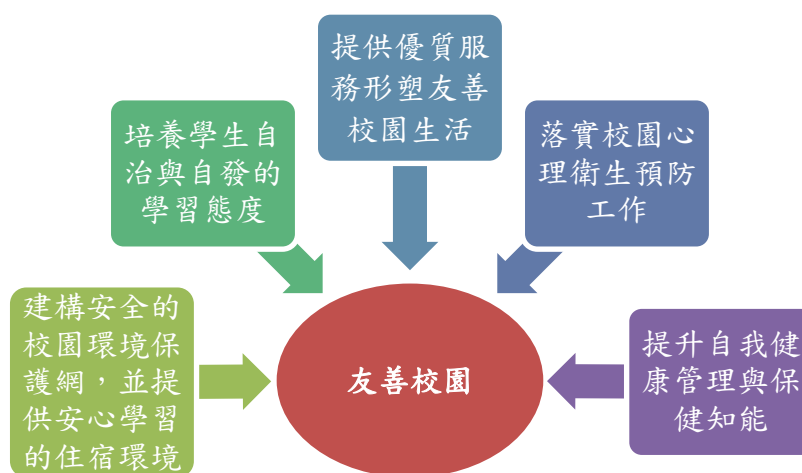 提供優質服
務形塑友善
校園生活
培養學生自
治與自發的
學習態度
落實校園心
理衛生預防
工作
建構安全的
校園環境保
護網，並提
供安心學習
的住宿環境
友善校園
提升自我健
康管理與保
健知能